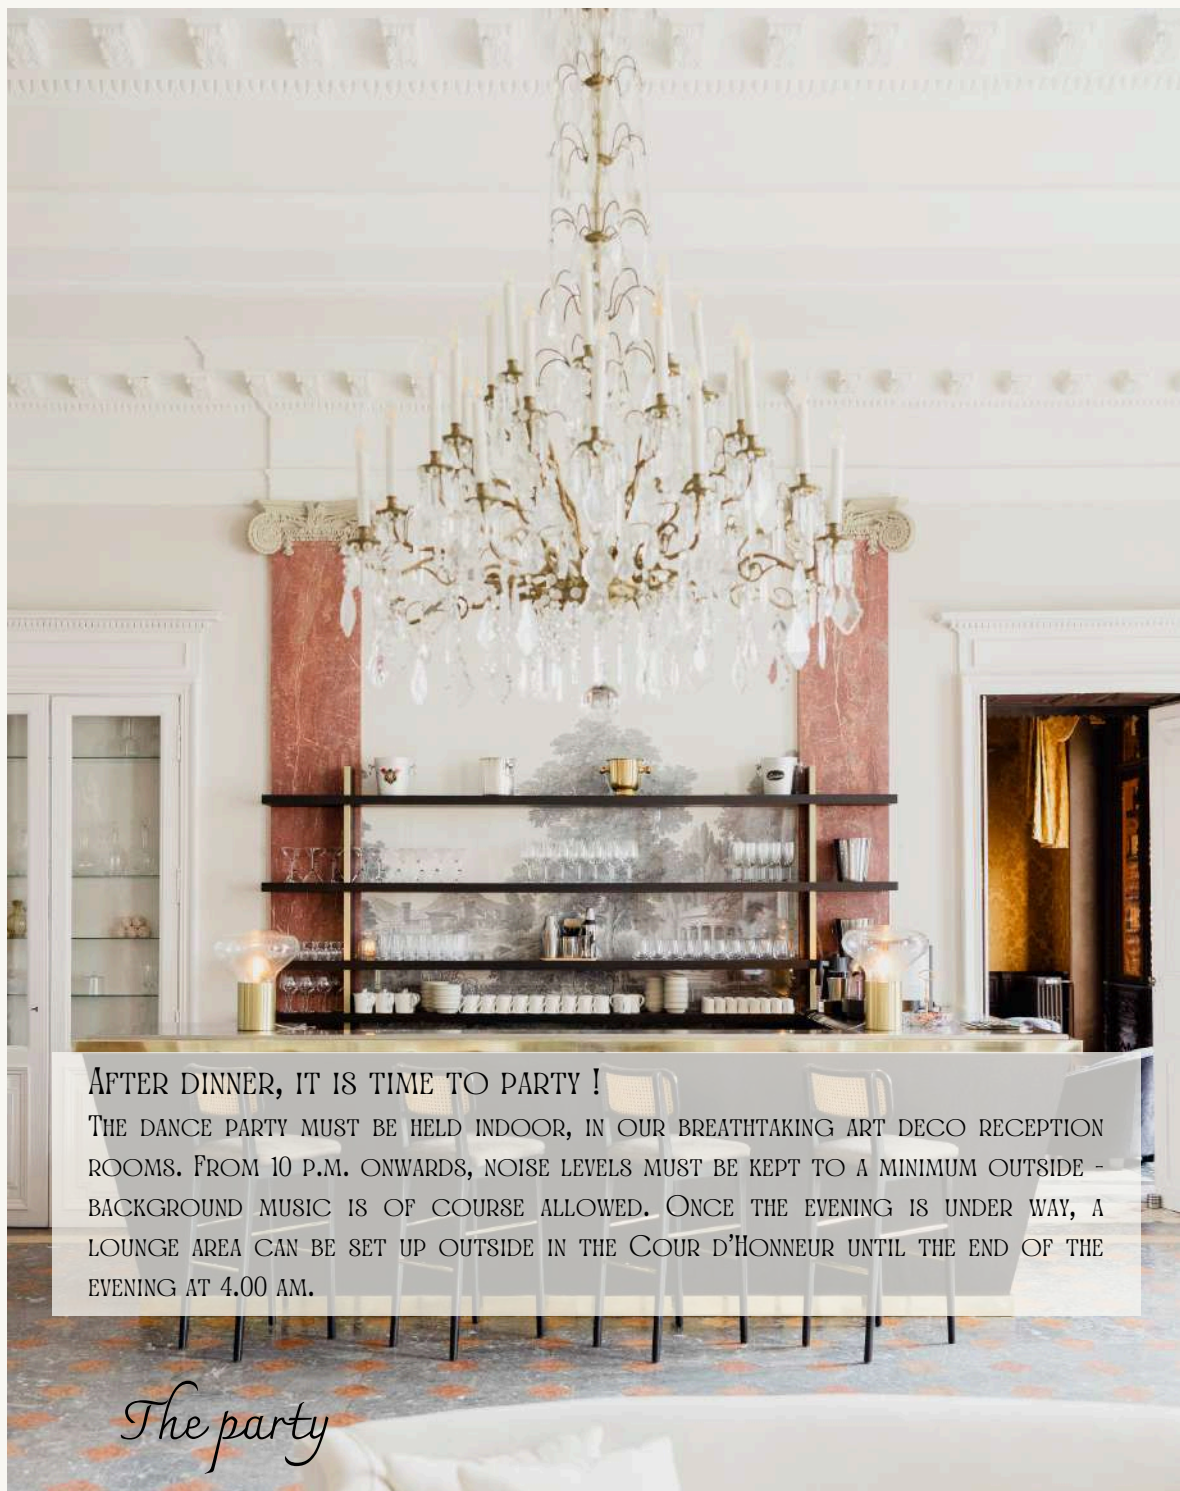 After dinner, it is time to party !
The dance party must be held indoor, in our breathtaking art deco reception
rooms. From 10 p.m. onwards, noise levels must be kept to a minimum outside -
background music is of course allowed. Once the evening is under way, a
lounge area can be set up outside in the Cour d'Honneur until the end of the
evening at 4.00 am.
The party